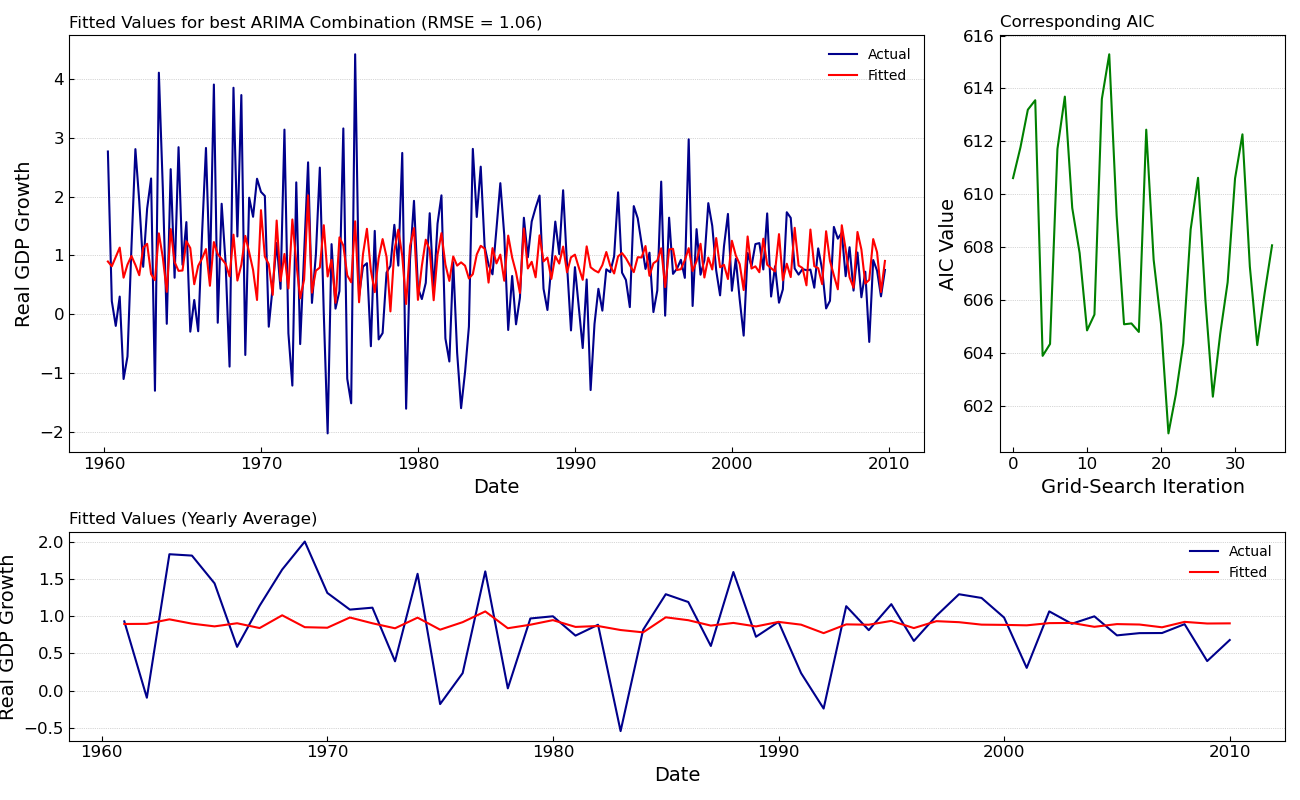 Fitted Values for best ARIMA Combination (RMSE = 1.06)
Real GDP Growth
4
3
2
1
0
−1
−2
Actual
Fitted
1960
1970
1980
1990
2000
2010
Date
Corresponding AIC
AIC Value
616
614
612
610
608
606
604
602
0
10
20
30
Grid-Search Iteration
Fitted Values (Yearly Average)
Real GDP Growth
2.0
1.5
1.0
0.5
0.0
−0.5
Actual
Fitted
1960
1970
1980
1990
2000
2010
Date